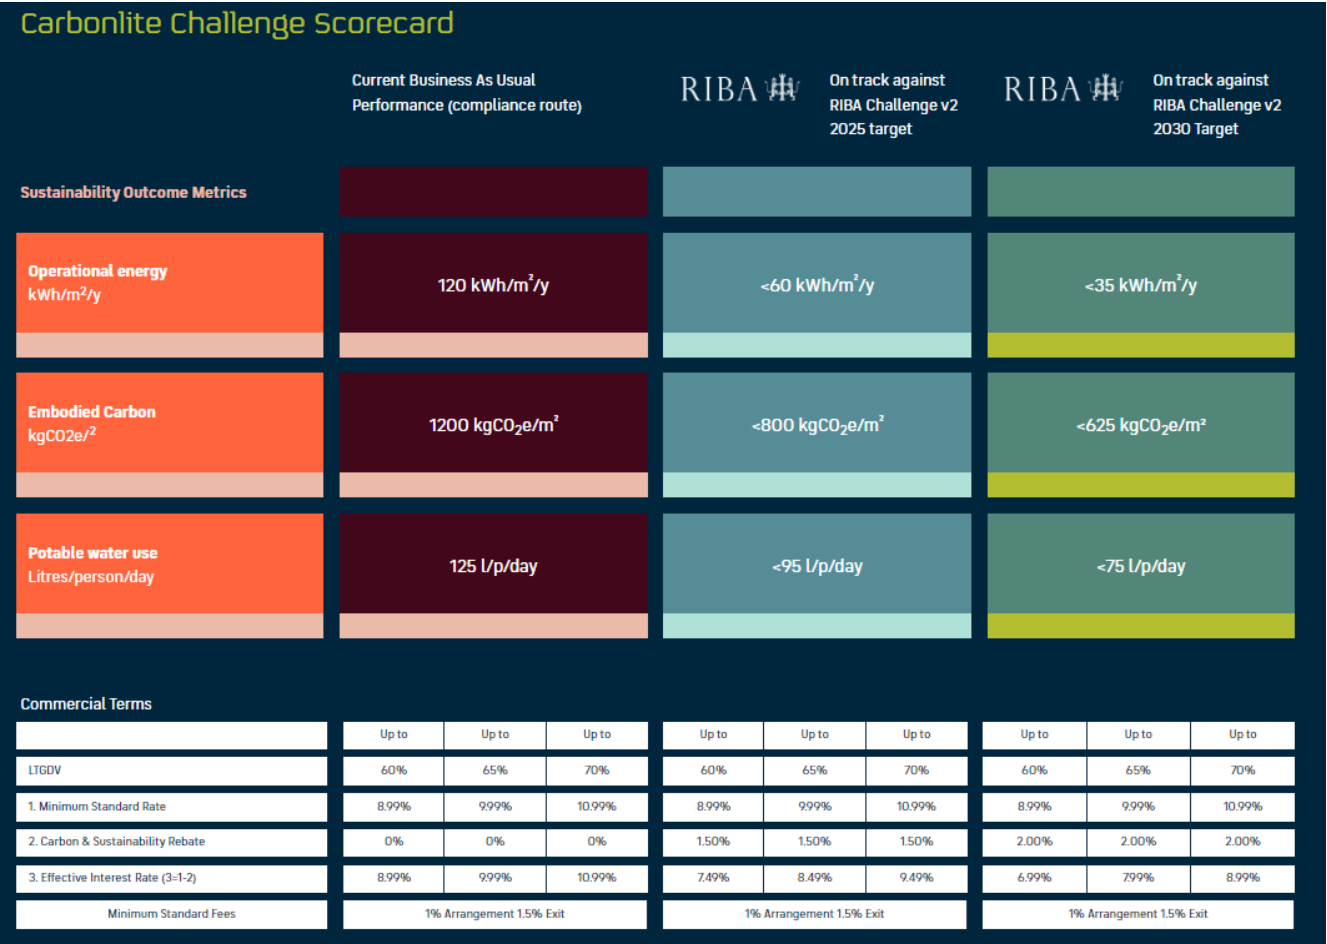 Carbonlite Challenge Scorecard
Current Business As Usual
Performance (compliance route)
RIBA
On track against
RIBA Challenge v2
2025 target
RIBA
On track against
RIBA Challenge v2
2030 Target
Sustainability Outcome Metrics
Operational energy
kWh/m²/y
120 kWh/m²/y
<60 kWh/m²/y
<35 kWh/m²/y
Embodied Carbon
kgCO2e/²
1200 kgCO₂e/m²
<800 kgCO₂e/m²
<625 kgCO₂e/m²
Potable water use
Litres/person/day
125 l/p/day
<95 l/p/day
<75 l/p/day
Commercial Terms
Up to Up to Up to Up to Up to Up to Up to Up to Up to
LTGDV 60% 65% 70% 60% 65% 70% 60% 65% 70%
1. Minimum Standard Rate 8.99% 9.99% 10.99% 8.99% 9.99% 10.99% 8.99% 9.99% 10.99%
2. Carbon & Sustainability Rebate 0% 0% 0% 1.50% 1.50% 1.50% 2.00% 2.00% 2.00%
3. Effective Interest Rate (3=1-2) 8.99% 9.99% 10.99% 7.49% 8.49% 9.49% 6.99% 7.99% 8.99%
Minimum Standard Fees 1% Arrangement 1.5% Exit 1% Arrangement 1.5% Exit 1% Arrangement 1.5% Exit